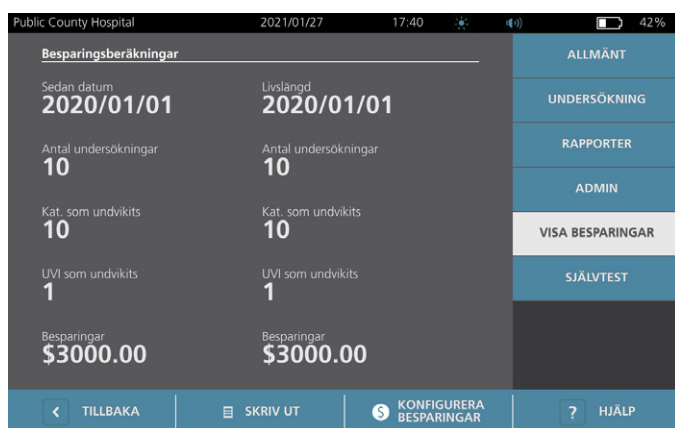 Public County Hospital 2021/01/27 17:40 42%
Besparingsberäkningar
Sedan datum
2020/01/01
Livslängd
2020/01/01
Antal undersökningar
10
Antal undersökningar
10
Kat. som undvikits
10
Kat. som undvikits
10
UVI som undvikits
1
UVI som undvikits
1
Besparingar
$3000.00
Besparingar
$3000.00
ALLMÄNT
UNDERSÖKNING
RAPPORTER
ADMIN
VISA BESPARINGAR
SJÄLVTEST
TILLBAKA
SKRIV UT
$ KONFIGURERA
BESPARINGAR
? HJÄLP